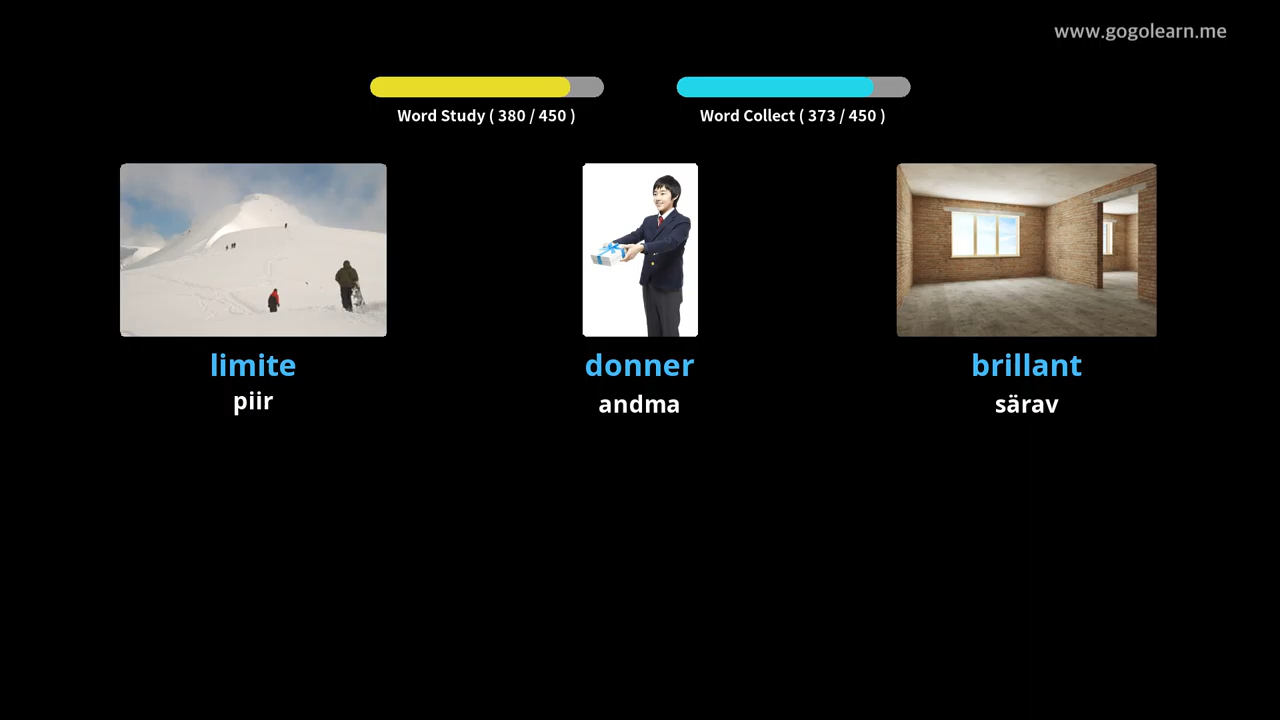 www.gogolearn.me
Word Study ( 380 / 450 )
Word Collect ( 373 / 450 )
limite
piir
donner
andma
brillant
särav